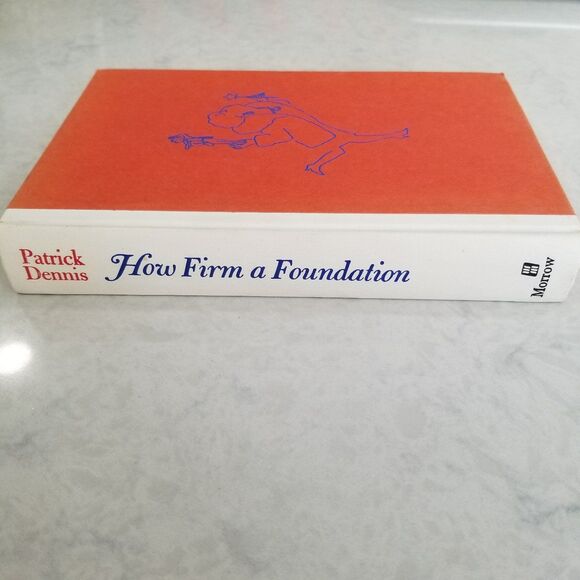 Patrick
Dennis
How Firm a Foundation
Morrow